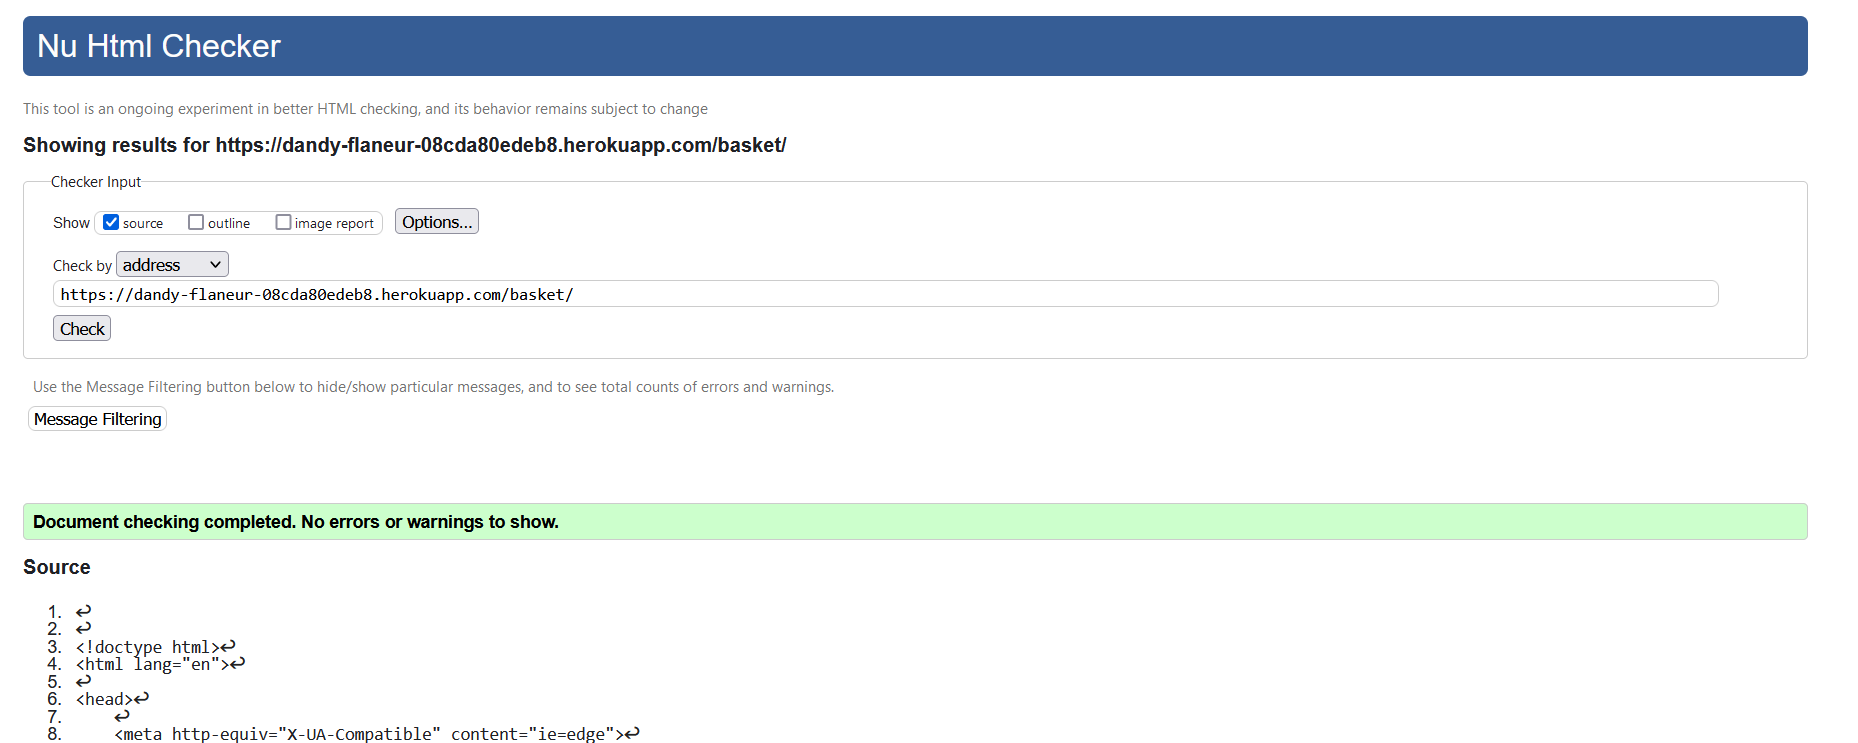 Nu Html Checker
This tool is an ongoing experiment in better HTML checking, and its behavior remains subject to change
Showing results for https://dandy-flaneur-08cda80edeb8.herokuapp.com/basket/
Checker Input
Show source outline image report Options...
Check by address
https://dandy-flaneur-08cda80edeb8.herokuapp.com/basket/
Check
Use the Message Filtering button below to hide/show particular messages, and to see total counts of errors and warnings.
Message Filtering
Document checking completed. No errors or warnings to show.
Source
1. ↩
2. ↩
3. <!doctype html>↩
4. <html lang="en">↩
5. ↩
6. <head>↩
7. ↩
8. <meta http-equiv="X-UA-Compatible" content="ie=edge">↩